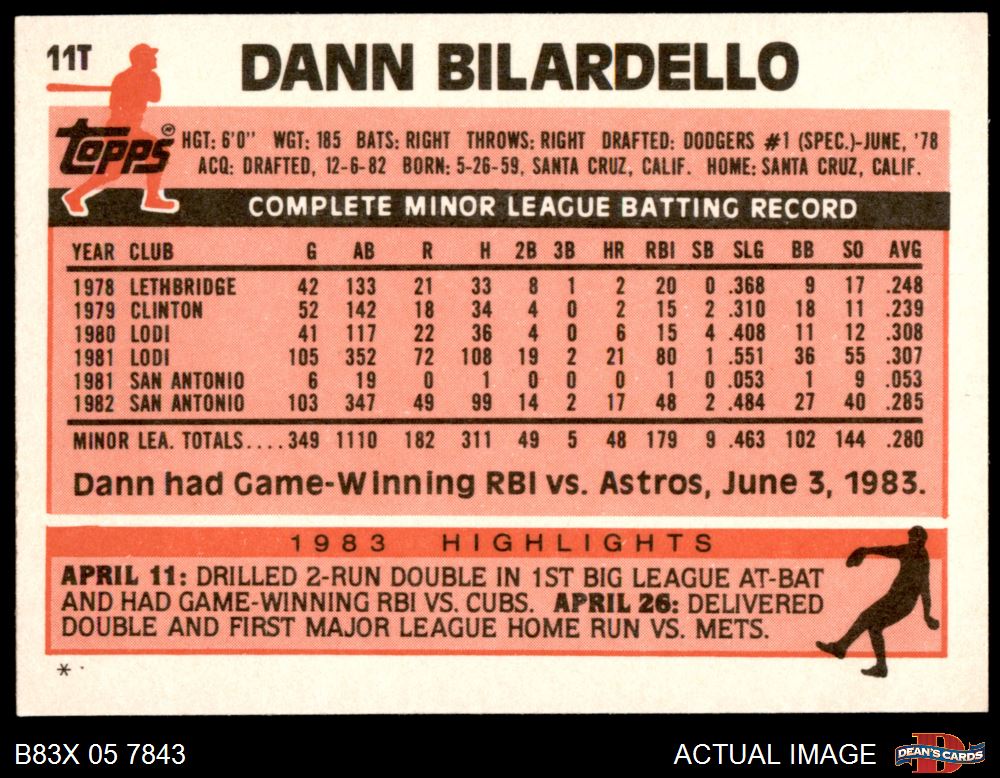 11T
DANN BILARDELLO
Topps
HGT: 6'0" WGT: 185 BATS: RIGHT THROWS: RIGHT DRAFTED: DODGERS #1 (SPEC.)-JUNE, '78
ACQ: DRAFTED, 12-6-82 BORN: 5-26-59, SANTA CRUZ, CALIF. HOME: SANTA CRUZ, CALIF.
COMPLETE MINOR LEAGUE BATTING RECORD
YEAR CLUB G AB R H 2B 3B HR RBI SB SLG BB SO AVG
1978 LETHBRIDGE 42 133 21 33 8 1 2 20 0 .368 9 17 .248
1979 CLINTON 52 142 18 34 4 0 2 15 2 .310 18 11 .239
1980 LODI 41 117 22 36 4 0 6 15 4 .408 11 12 .308
1981 LODI 105 352 72 108 19 2 21 80 1 .551 36 55 .307
1981 SAN ANTONIO 6 19 0 1 0 0 0 1 0 .053 1 9 .053
1982 SAN ANTONIO 103 347 49 99 14 2 17 48 2 .484 27 40 .285
MINOR LEA. TOTALS....349 1110 182 311 49 5 48 179 9 .463 102 144 .280
Dann had Game-Winning RBI vs. Astros, June 3, 1983.
1983 HIGHLIGHTS
APRIL 11: DRILLED 2-RUN DOUBLE IN 1ST BIG LEAGUE AT-BAT
AND HAD GAME-WINNING RBI VS. CUBS. APRIL 26: DELIVERED
DOUBLE AND FIRST MAJOR LEAGUE HOME RUN VS. METS.
*
B83X 05 7843
ACTUAL IMAGE
D
DEAN'S CARDS